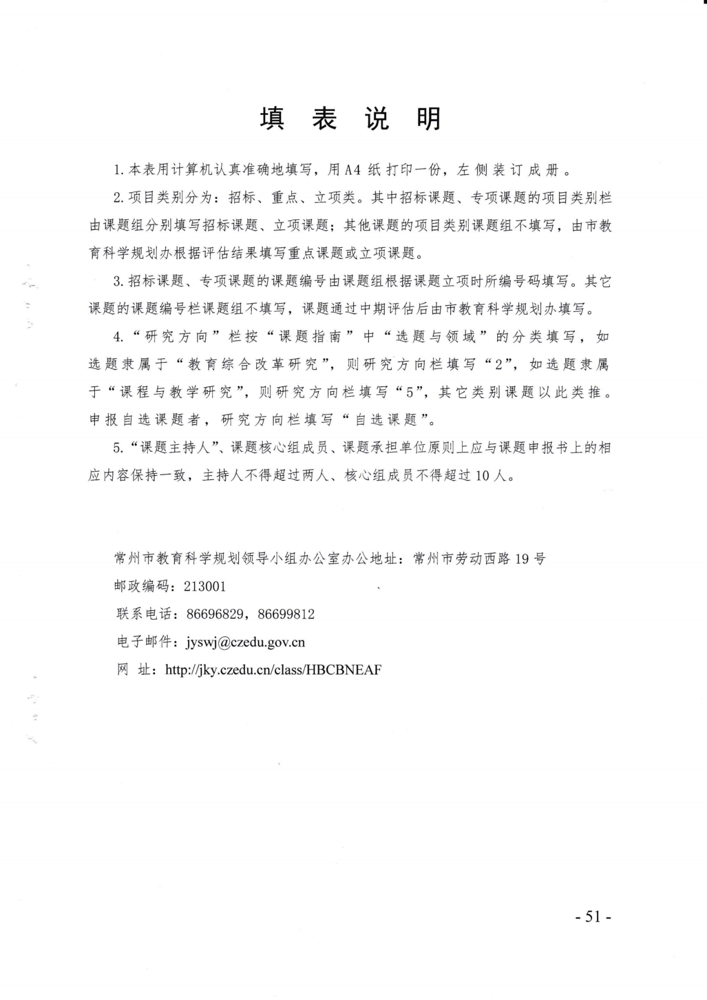 填 表 说 明
1.本表用计算机认真准确地填写，用A4 纸 打印一份，左 侧 装 订 成 册 。
2.项目类别分为：招标、重点、立项类。其中招标课题、专项课题的项目类别栏
由课题组分别填写招标课题、立项课题；其他课题的项目类别课题组不填写，由市教
育科学规划办根据评估结果填写重点课题或立项课题。
3.招标课题、专项课题的课题编号由课题组根据课题立项时所编号码填写。其它
课题的课题编号栏课题组不填写，课题通过中期评估后由市教育科学规划办填写。
4.“研究方向”栏按“课题指南”中“选题与领域”的分类填写，如
选题隶属于“教育综合改革研究”，则研究方向栏填写“2”，如选题隶属
于“课程与教学研究”，则研究方向栏填写“5”，其它类别课题以此类推。
申报自选课题者，研究方向栏填写“自选课题”。
5.“课题主持人”、课题核心组成员、课题承担单位原则上应与课题申报书上的相
应内容保持一致，主持人不得超过两人、核心组成员不得超过 10 人。
常州市教育科学规划领导小组办公室办公地址：常州市劳动西路 19 号
邮政编码：213001
联系电话：86696829，86699812
电子邮件：jyswj@czedu.gov.cn
网 址：http://jky.czedu.cn/class/HBCBNEAF
- 51 -